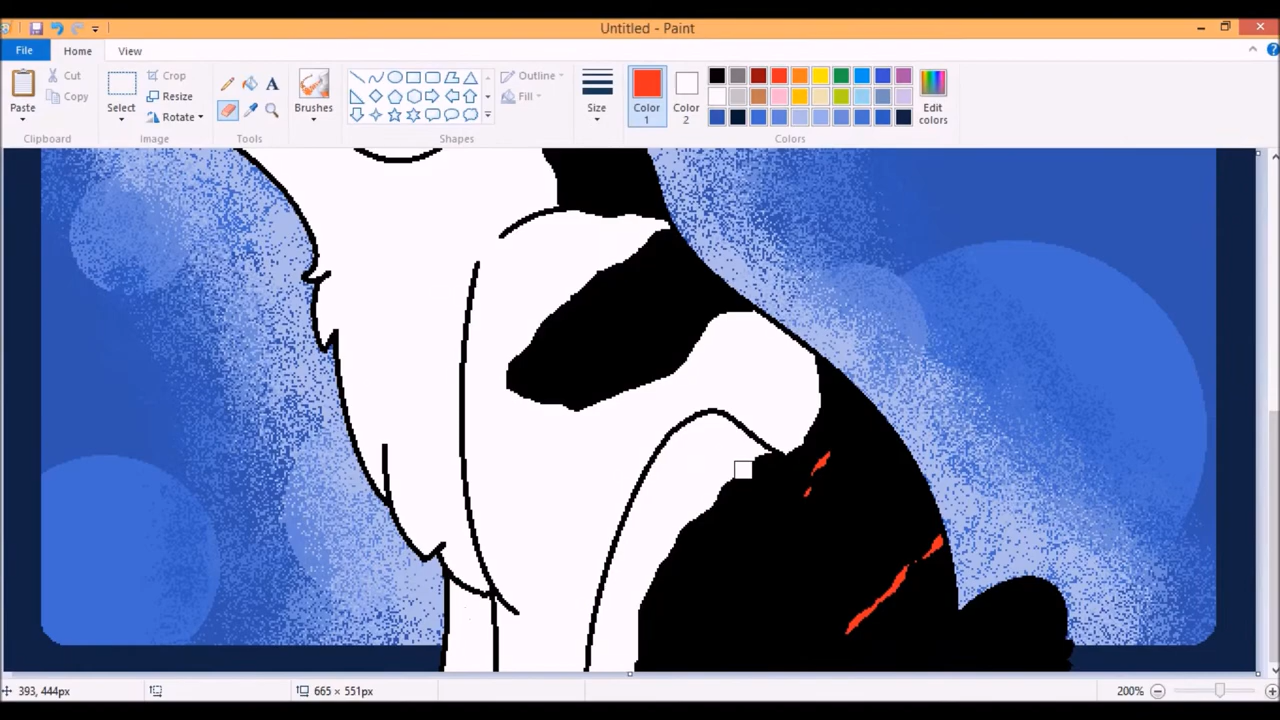 Untitled - Paint
File Home View
Paste
Cut
Copy
Clipboard
Select
Crop
Resize
Rotate
Image
A
Tools
Brushes
Outline
Fill
Shapes
Size
Color
1
Color
2
Edit
colors
Colors
393, 444px
665 × 551px
200%